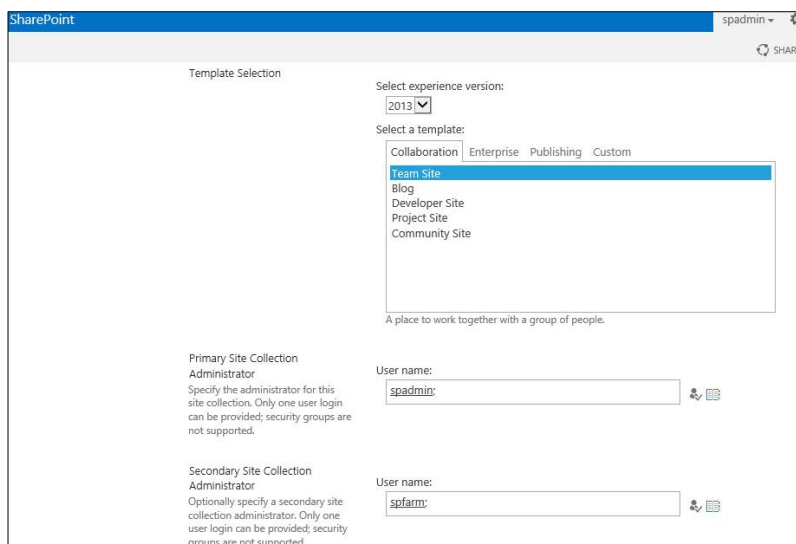 SharePoint
spadmin
SHAR
Template Selection
Select experience version:
2013
Select a template:
Collaboration Enterprise Publishing Custom
Team Site
Blog
Developer Site
Project Site
Community Site
A place to work together with a group of people.
Primary Site Collection
Administrator
Specify the administrator for this
site collection. Only one user login
can be provided; security groups are
not supported.
User name:
spadmin;
Secondary Site Collection
Administrator
Optionally specify a secondary site
collection administrator. Only one
user login can be provided; security
groups are not supported.
User name:
spfarm;